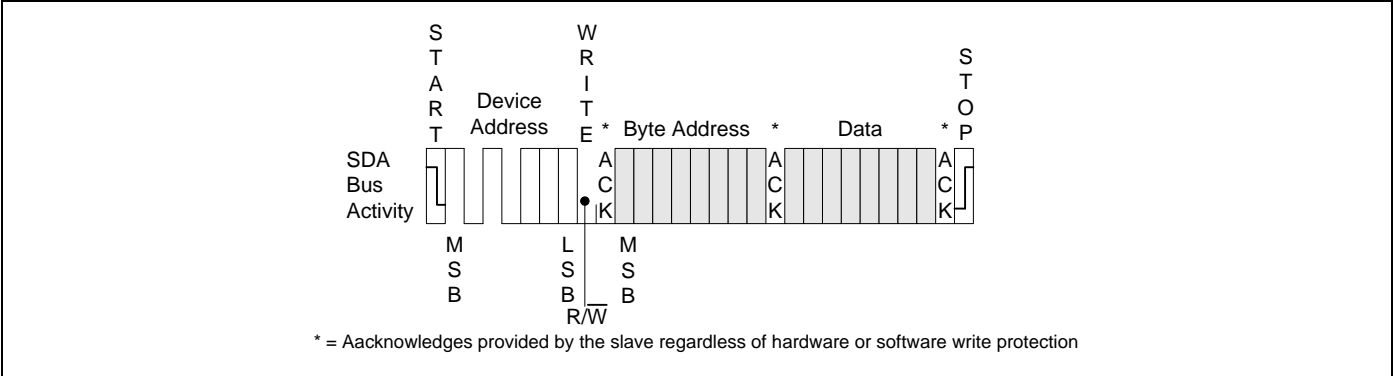 START
WRITE
STOP
Device
Address
* Byte Address * Data *
SDA
Bus
Activity
ACK
ACK
ACK
MSB
LSB
MSB
R/W̅
* = Aacknowledges provided by the slave regardless of hardware or software write protection